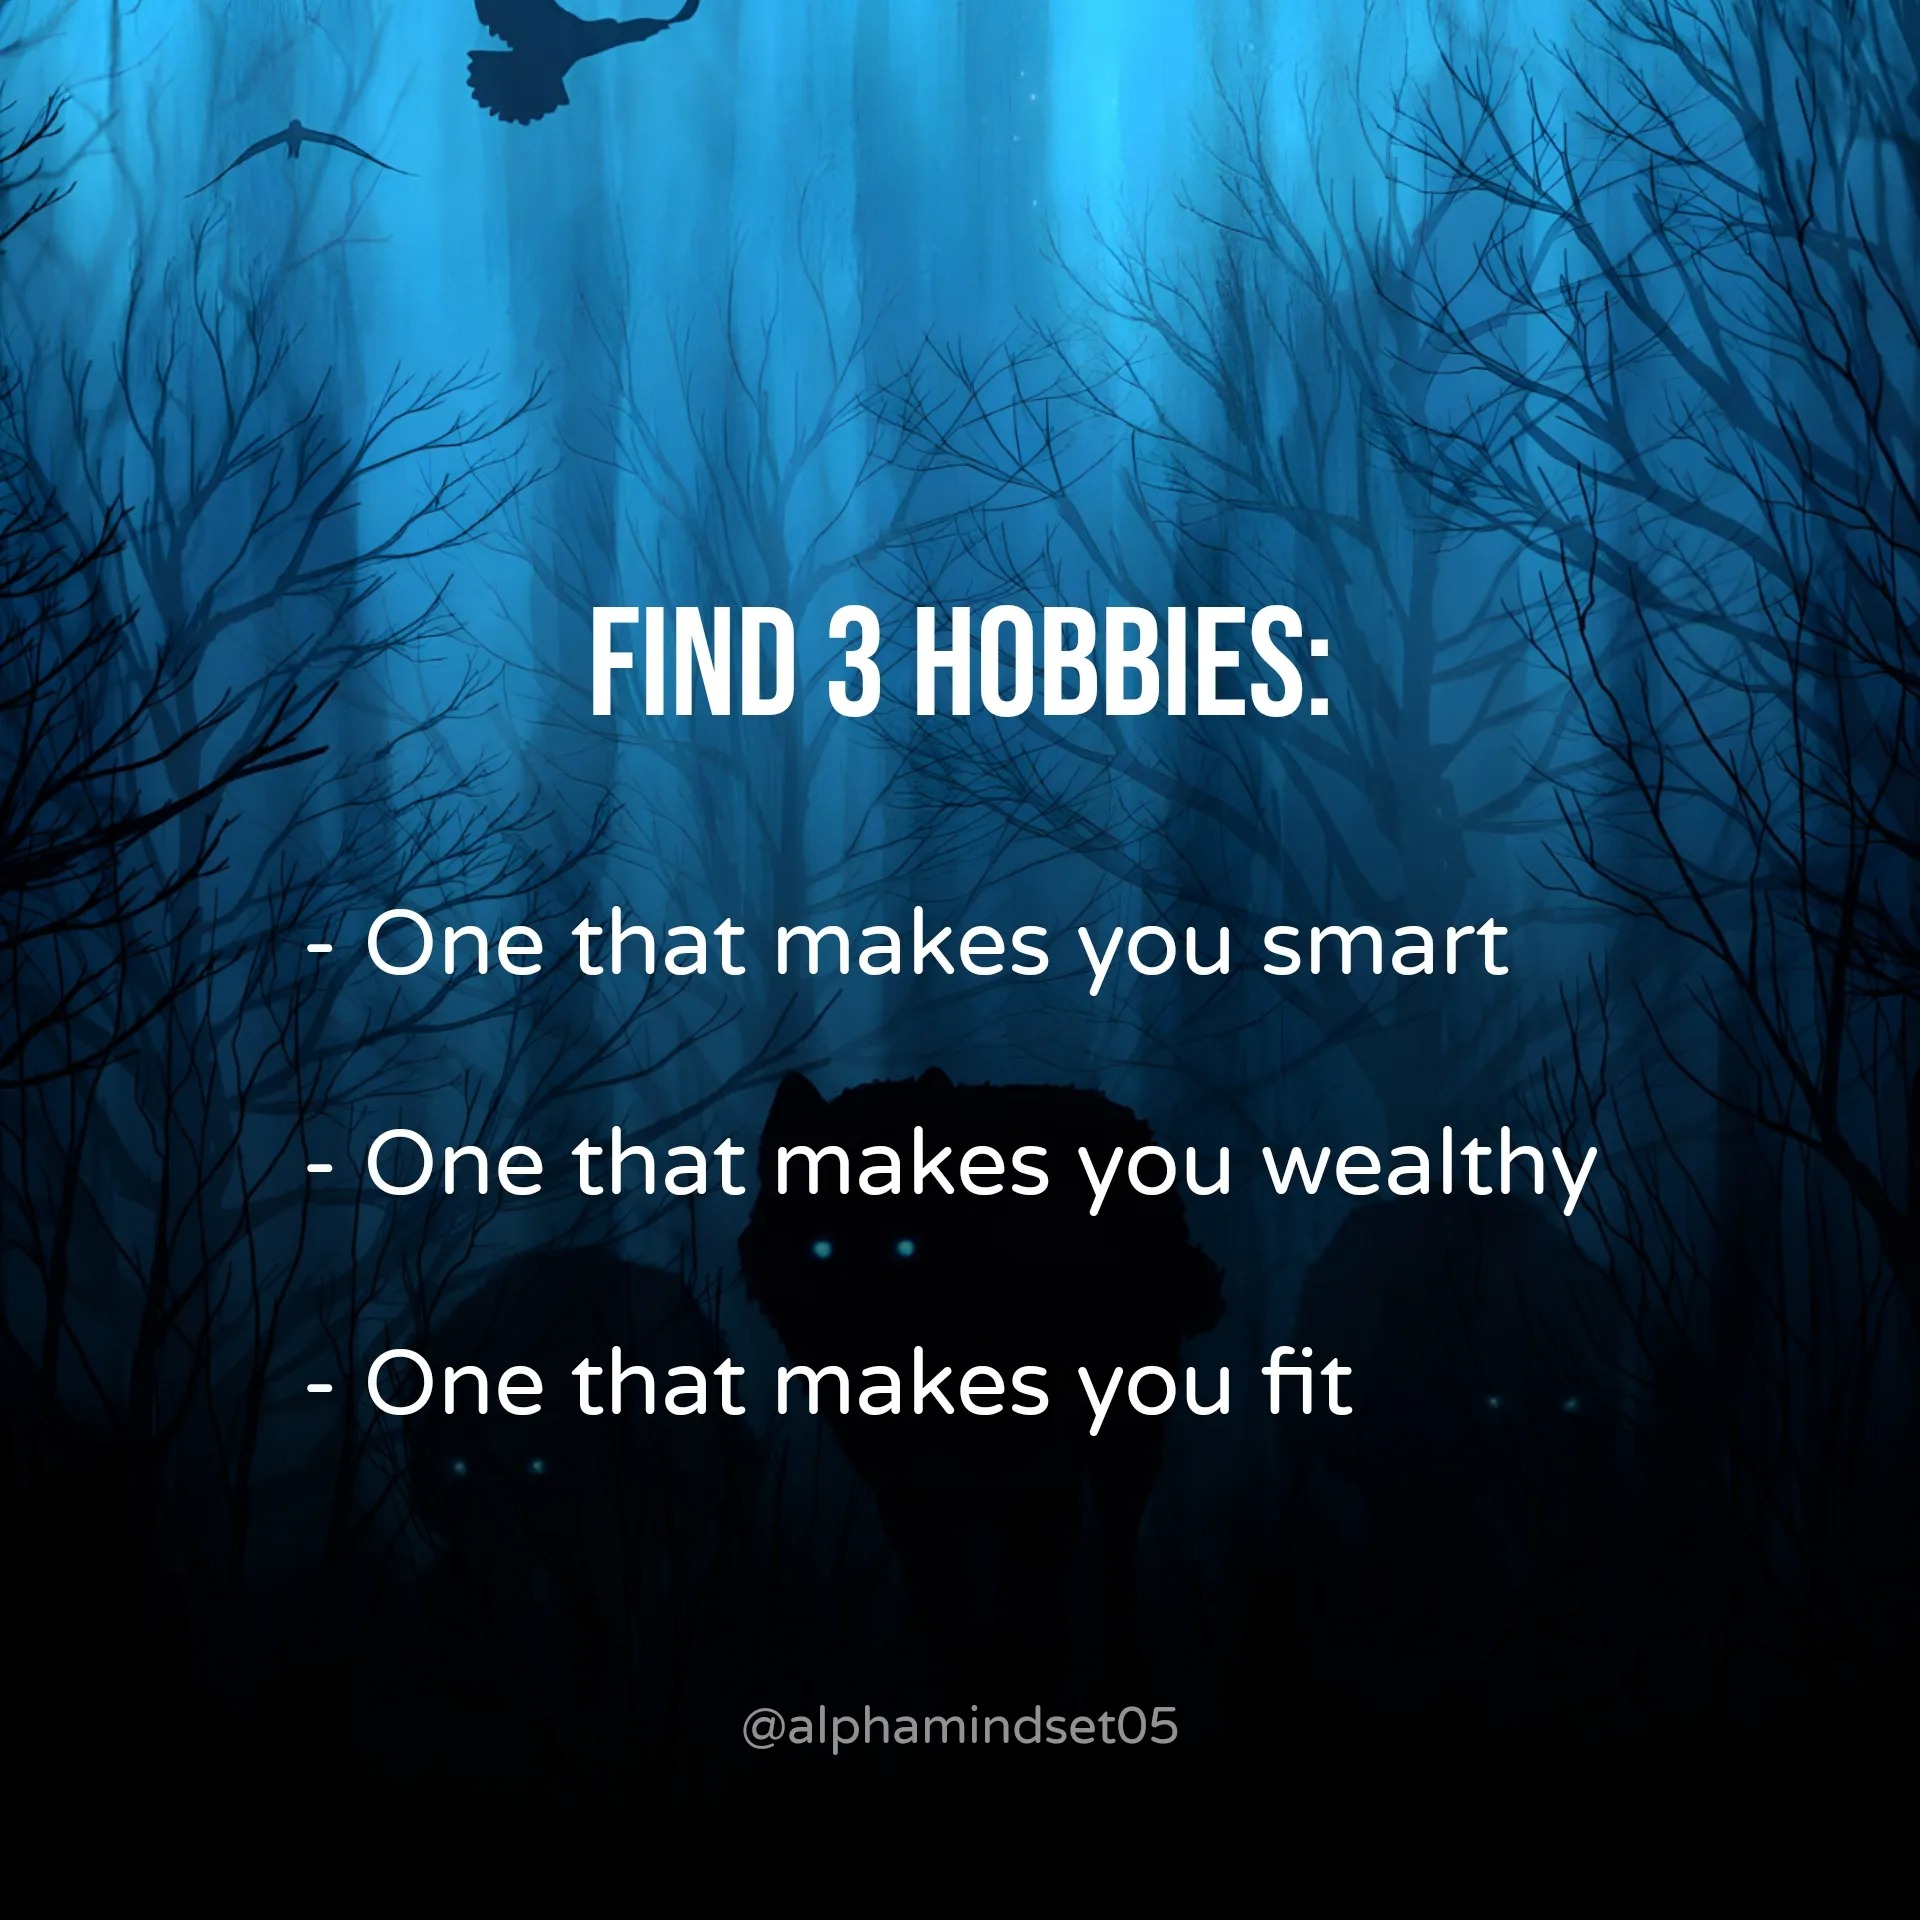 FIND 3 HOBBIES:
- One that makes you smart
- One that makes you wealthy
- One that makes you fit
@alphamindset05